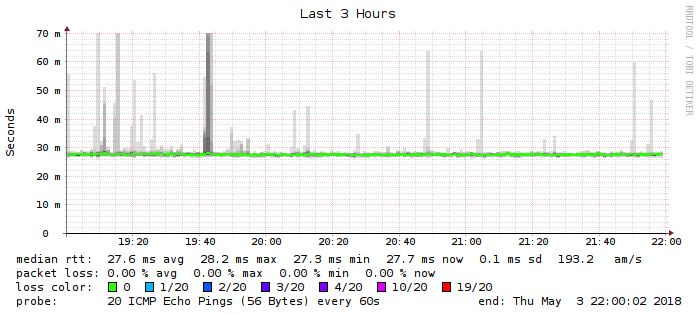 Last 3 Hours
RRDTOOL / TOBI OETIKER
Seconds
70 m
60 m
50 m
40 m
30 m
20 m
10 m
0
19:20 19:40 20:00 20:20 20:40 21:00 21:20 21:40 22:00
median rtt: 27.6 ms avg 28.2 ms max 27.3 ms min 27.7 ms now 0.1 ms sd 193.2 am/s
packet loss: 0.00 % avg 0.00 % max 0.00 % min 0.00 % now
loss color: 0 1/20 2/20 3/20 4/20 10/20 19/20
probe: 20 ICMP Echo Pings (56 Bytes) every 60s end: Thu May 3 22:00:02 2018